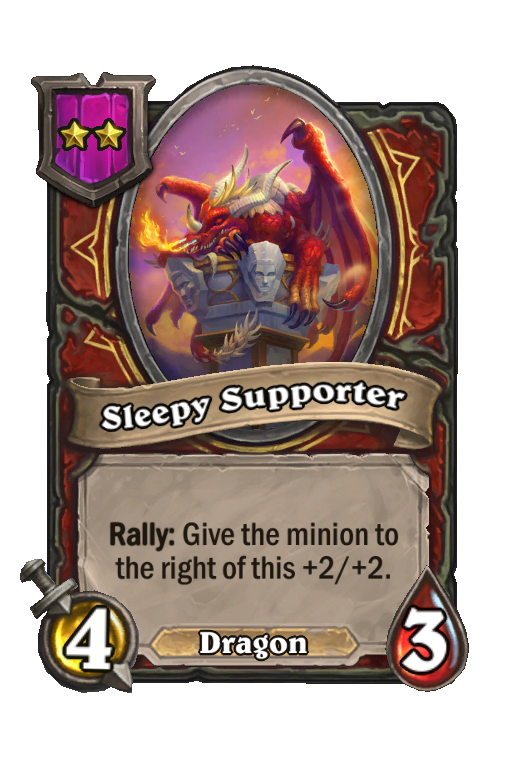 Sleepy Supporter
Rally: Give the minion to
the right of this +2/+2.
4
Dragon
3